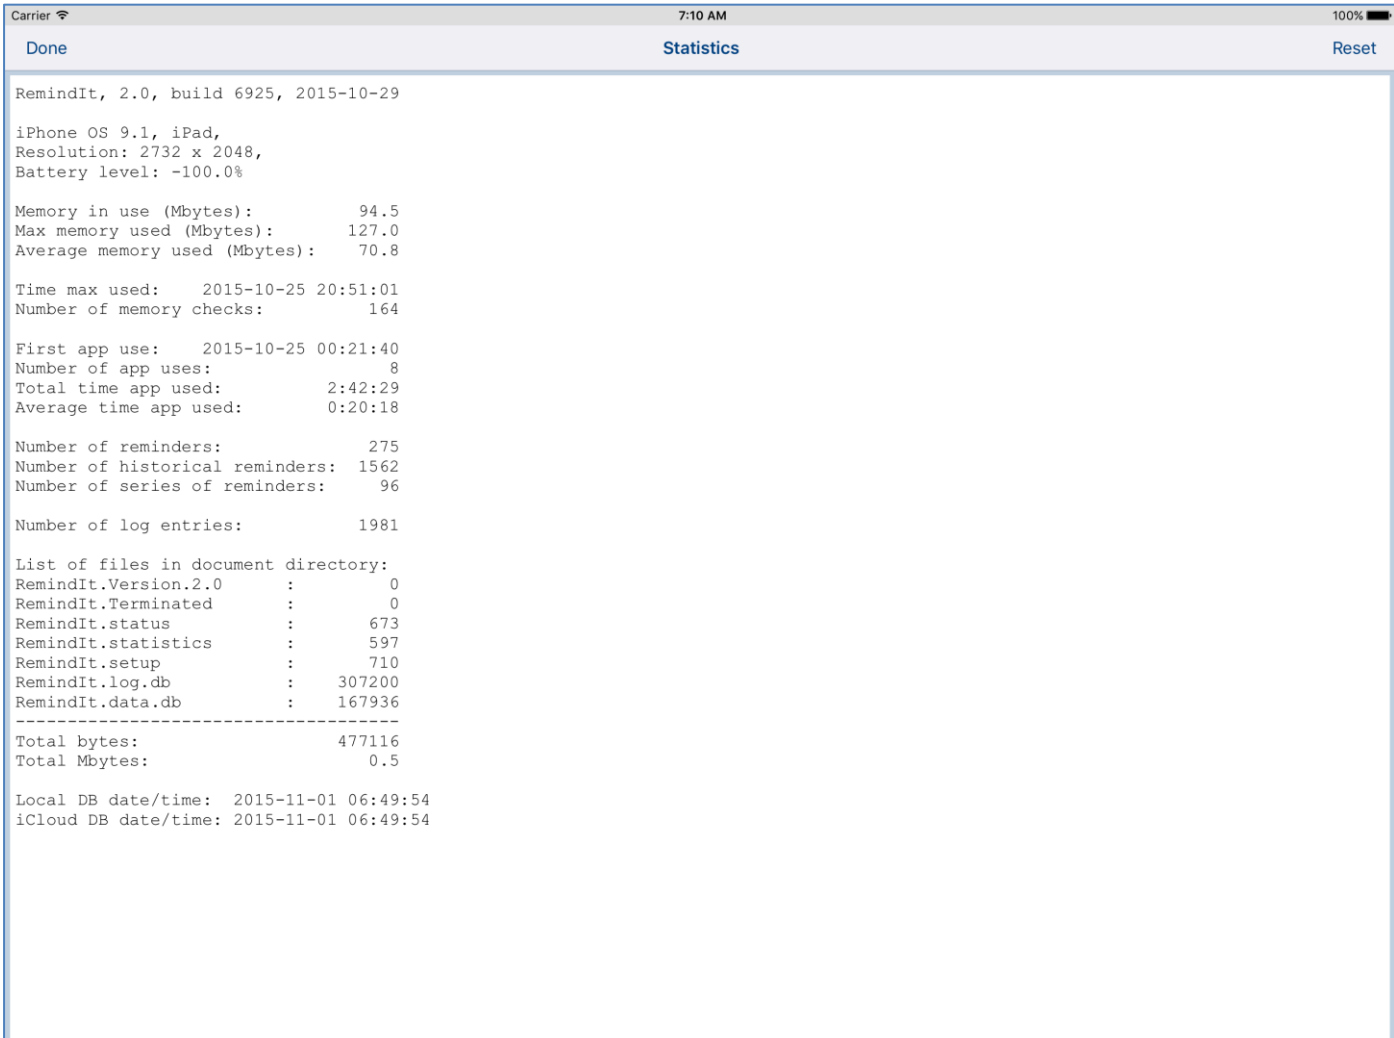 Carrier
7:10 AM
100%
Done
Statistics
Reset
RemindIt, 2.0, build 6925, 2015-10-29
iPhone OS 9.1, iPad,
Resolution: 2732 x 2048,
Battery level: -100.0%
Memory in use (Mbytes): 94.5
Max memory used (Mbytes): 127.0
Average memory used (Mbytes): 70.8
Time max used: 2015-10-25 20:51:01
Number of memory checks: 164
First app use: 2015-10-25 00:21:40
Number of app uses: 8
Total time app used: 2:42:29
Average time app used: 0:20:18
Number of reminders: 275
Number of historical reminders: 1562
Number of series of reminders: 96
Number of log entries: 1981
List of files in document directory:
RemindIt.Version.2.0 : 0
RemindIt.Terminated : 0
RemindIt.status : 673
RemindIt.statistics : 597
RemindIt.setup : 710
RemindIt.log.db : 307200
RemindIt.data.db : 167936
-------------------------------------
Total bytes: 477116
Total Mbytes: 0.5
Local DB date/time: 2015-11-01 06:49:54
iCloud DB date/time: 2015-11-01 06:49:54